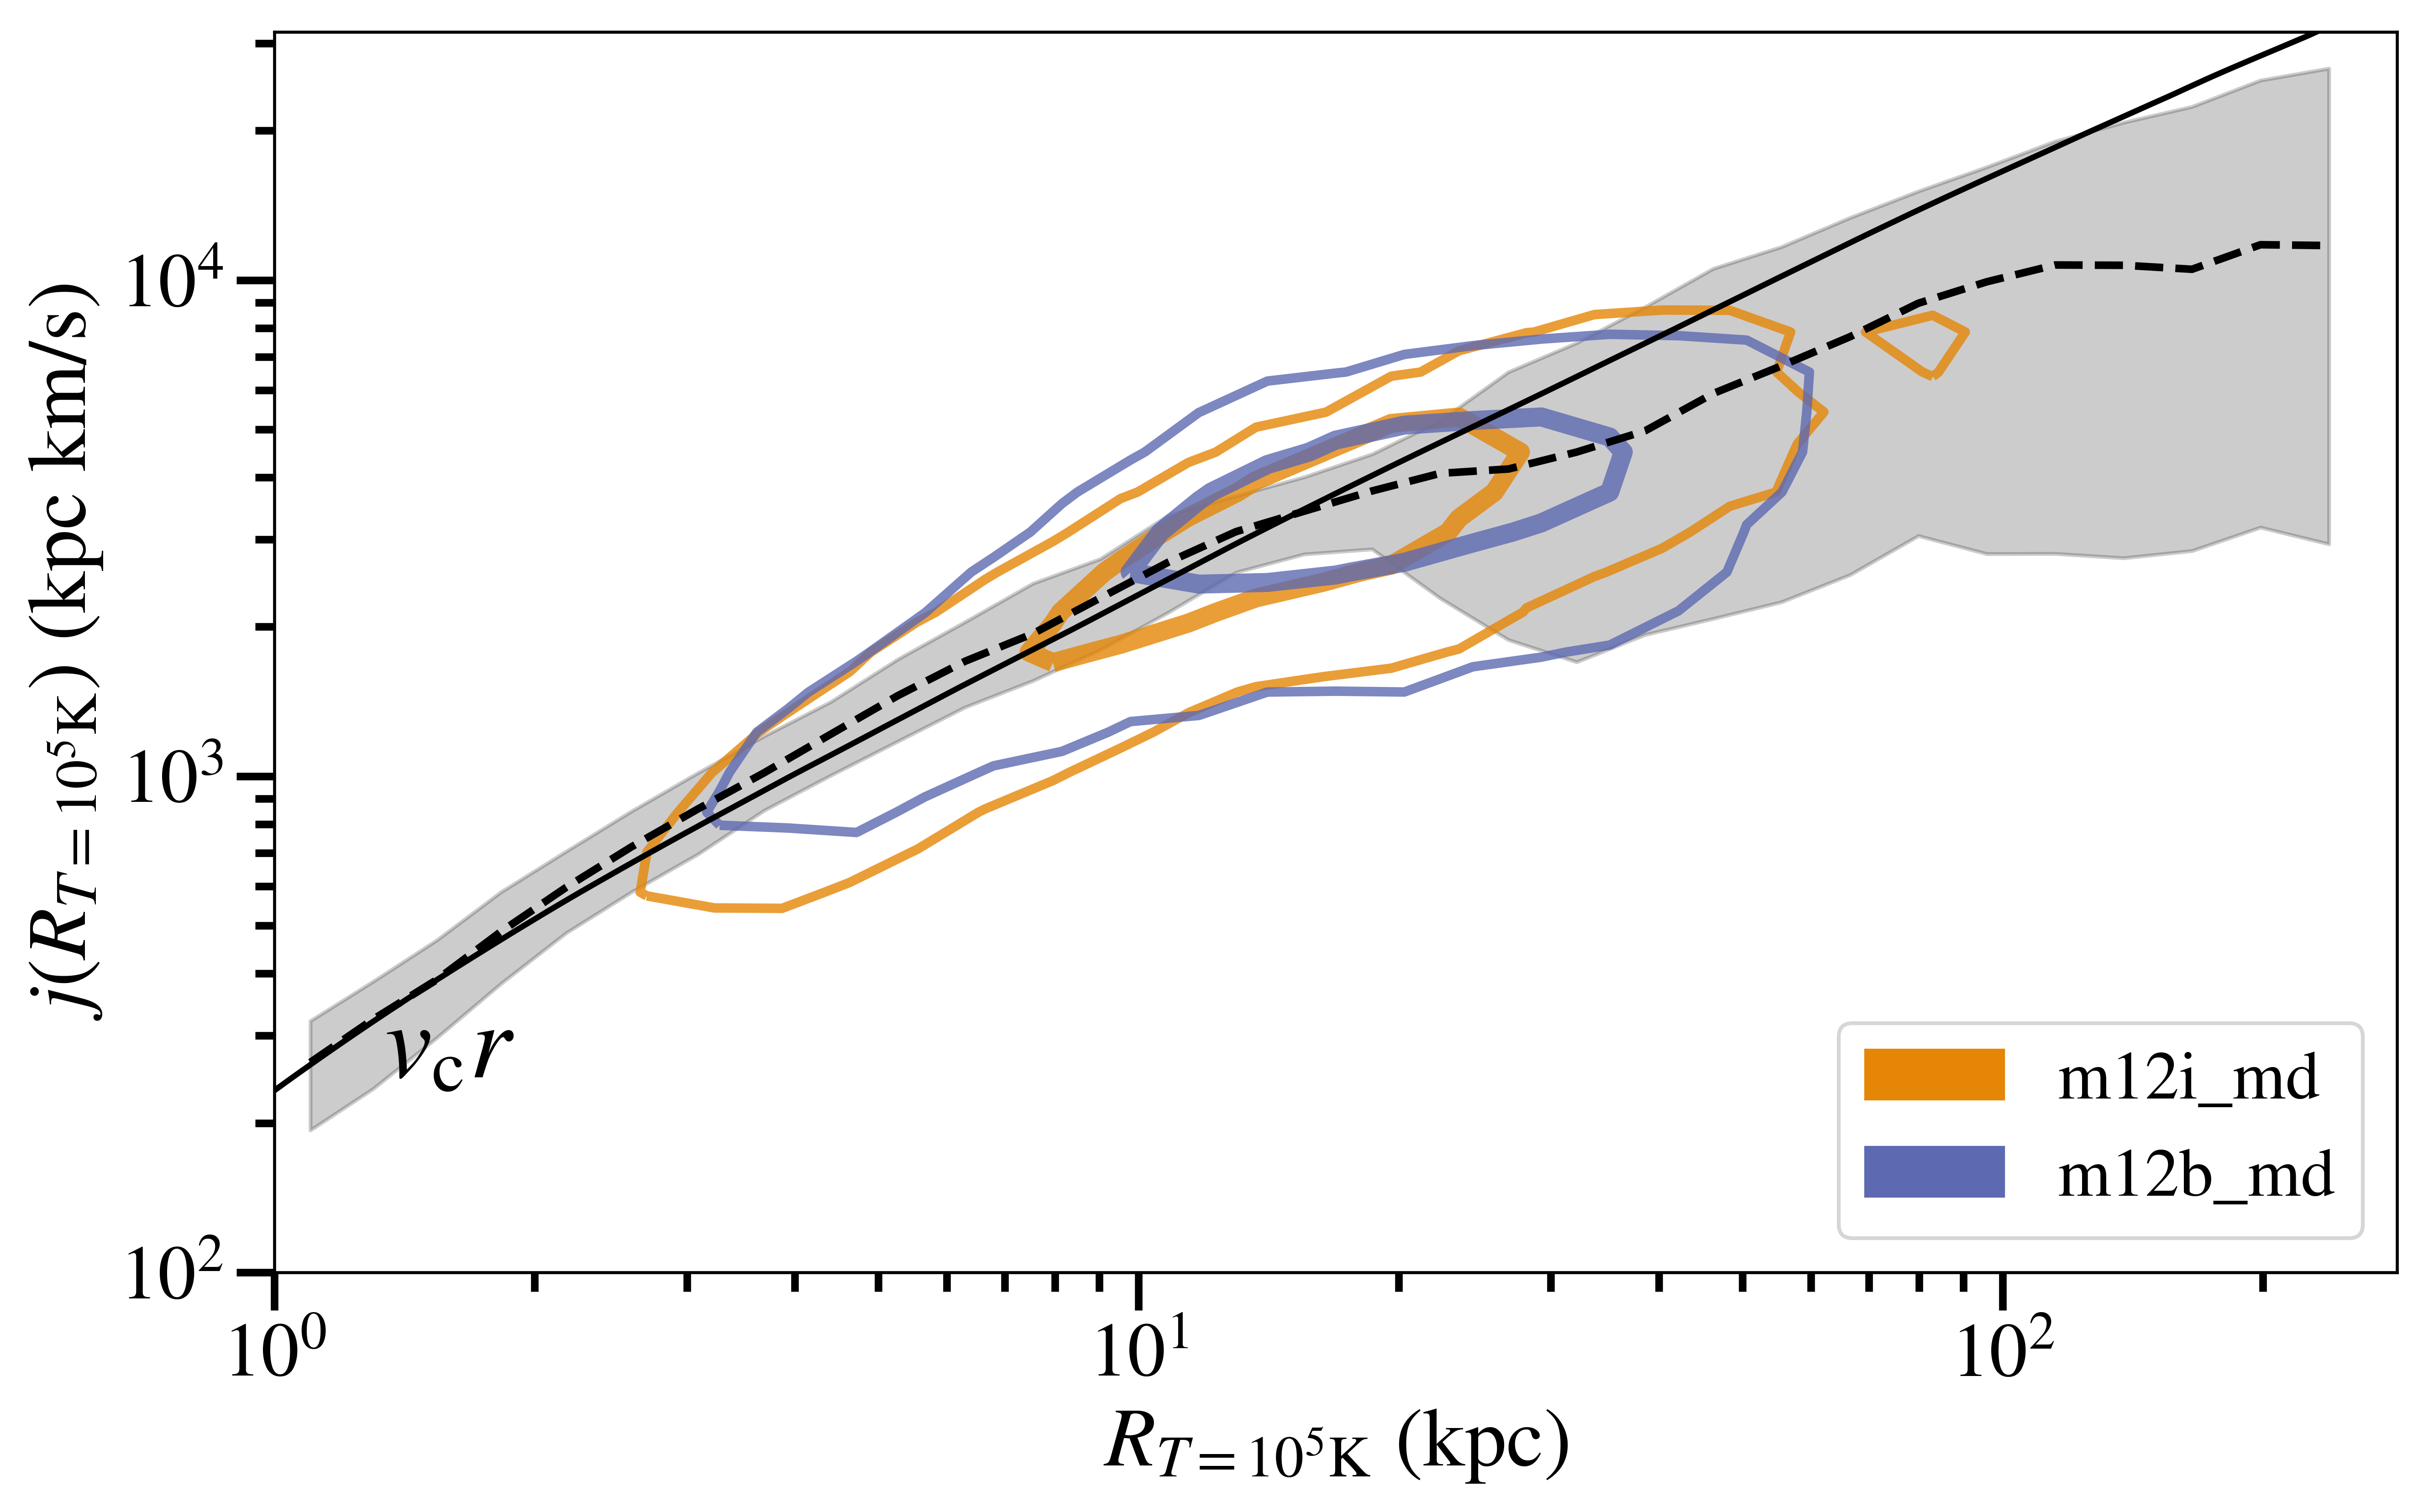 j(R_{T=10^5K}) (kpc km/s)
10^4
10^3
10^2
v_c r
m12i_md
m12b_md
10^0 10^1 10^2
R_{T=10^5K} (kpc)